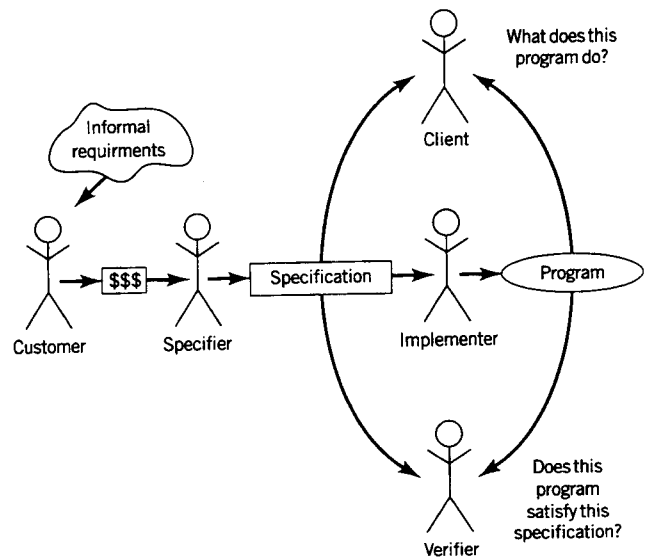 What does this
program do?
Client
Informal
requirments
$$$
Specification
Program
Customer
Specifier
Implementer
Does this
program
satisfy this
specification?
Verifier